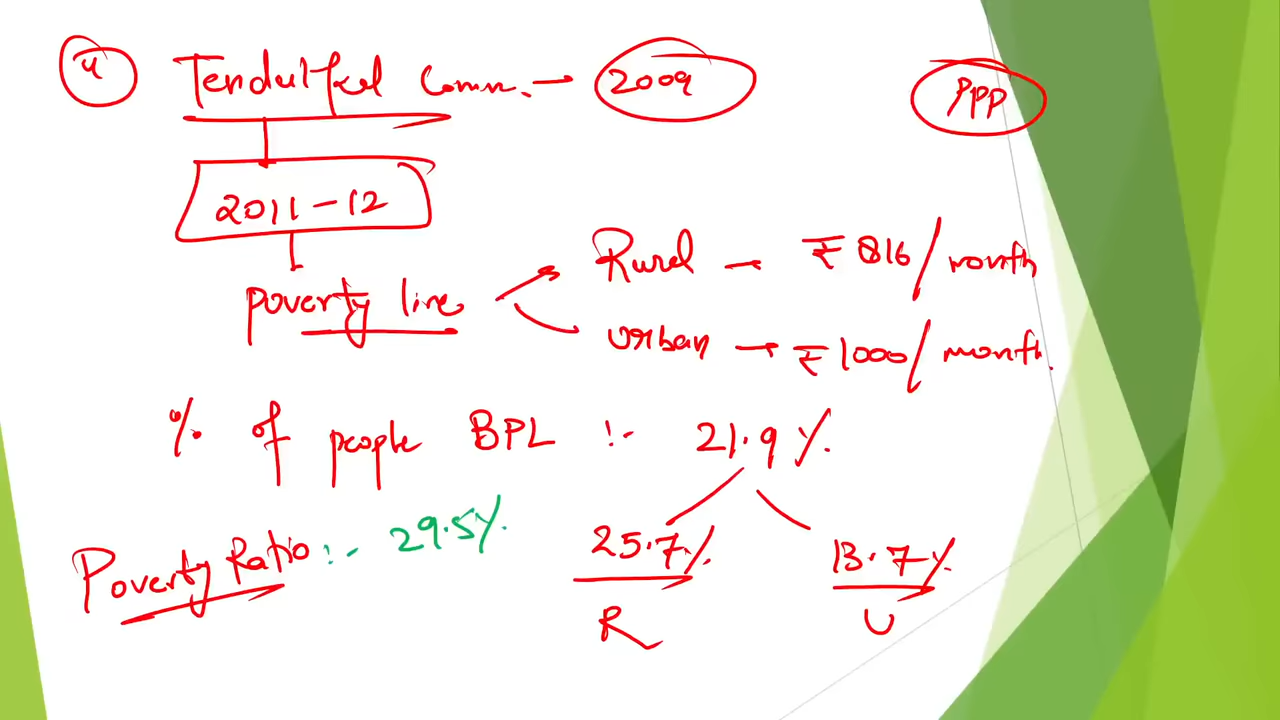 4 Tendulkar Comm. → 2009 PPP
2011-12
Rural → ₹816/month
poverty line
Urban → ₹1000/month.
% of people BPL :- 21.9%.
Poverty Ratio :- 29.5%.
25.7% 13.7%
R U